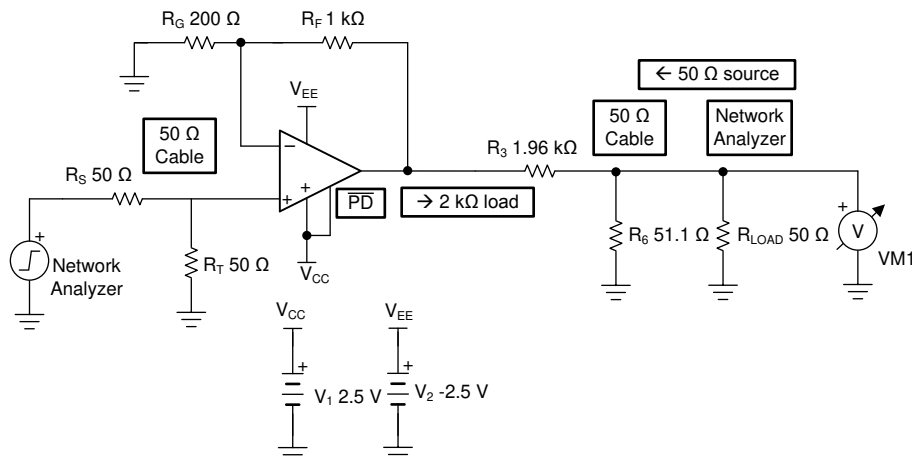 R_G 200 Ω
R_F 1 kΩ
V_EE
← 50 Ω source
50 Ω
Cable
50 Ω
Cable
Network
Analyzer
R_3 1.96 kΩ
R_S 50 Ω
−
+
+
PD
→ 2 kΩ load
+
+
V
VM1
R_6 51.1 Ω
R_LOAD 50 Ω
Network
Analyzer
R_T 50 Ω
V_CC
V_CC
V_EE
+
+
V_1 2.5 V
V_2 -2.5 V